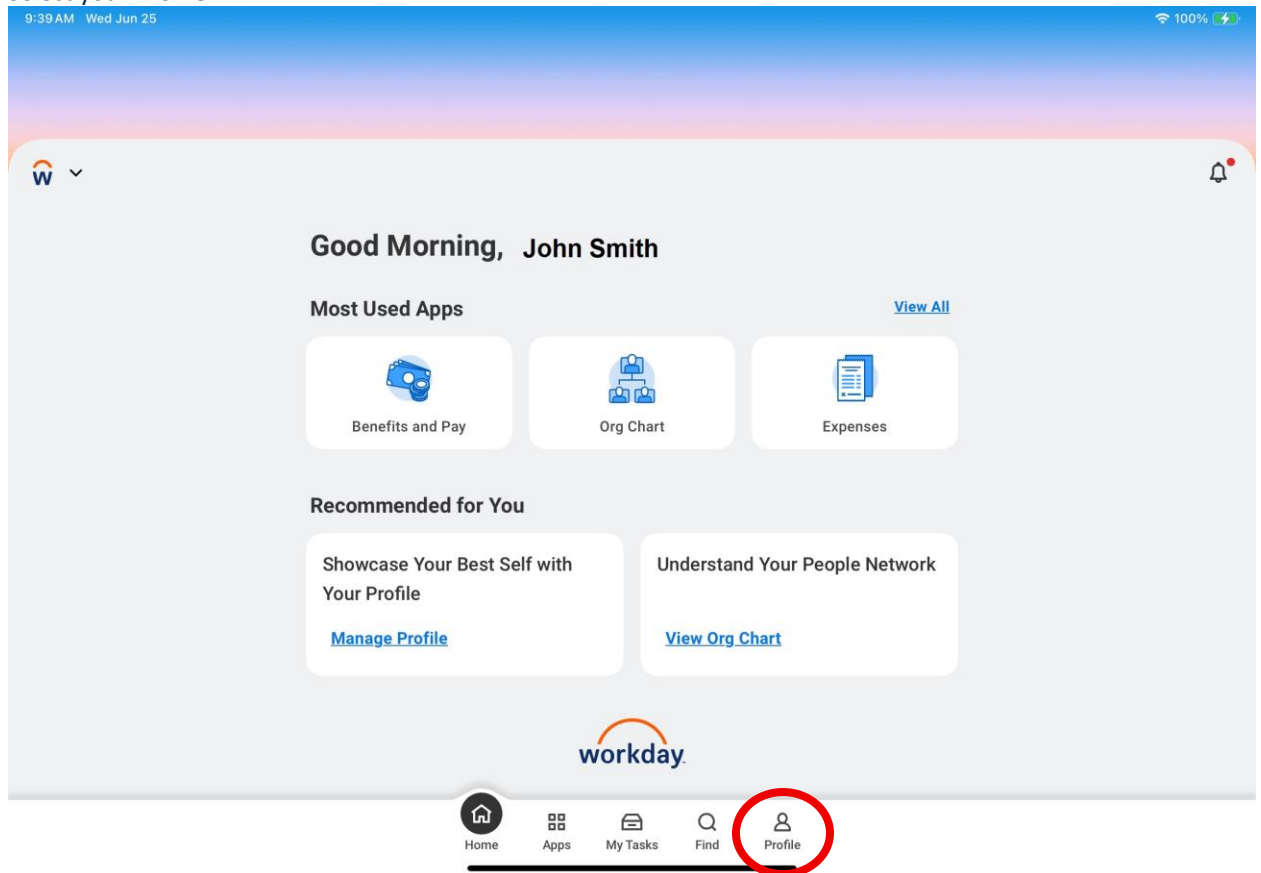 9:39 AM Wed Jun 25 100%
W
Good Morning, John Smith
Most Used Apps View All
Benefits and Pay Org Chart Expenses
Recommended for You
Showcase Your Best Self with Understand Your People Network
Your Profile
Manage Profile View Org Chart
workday.
Home Apps My Tasks Find Profile